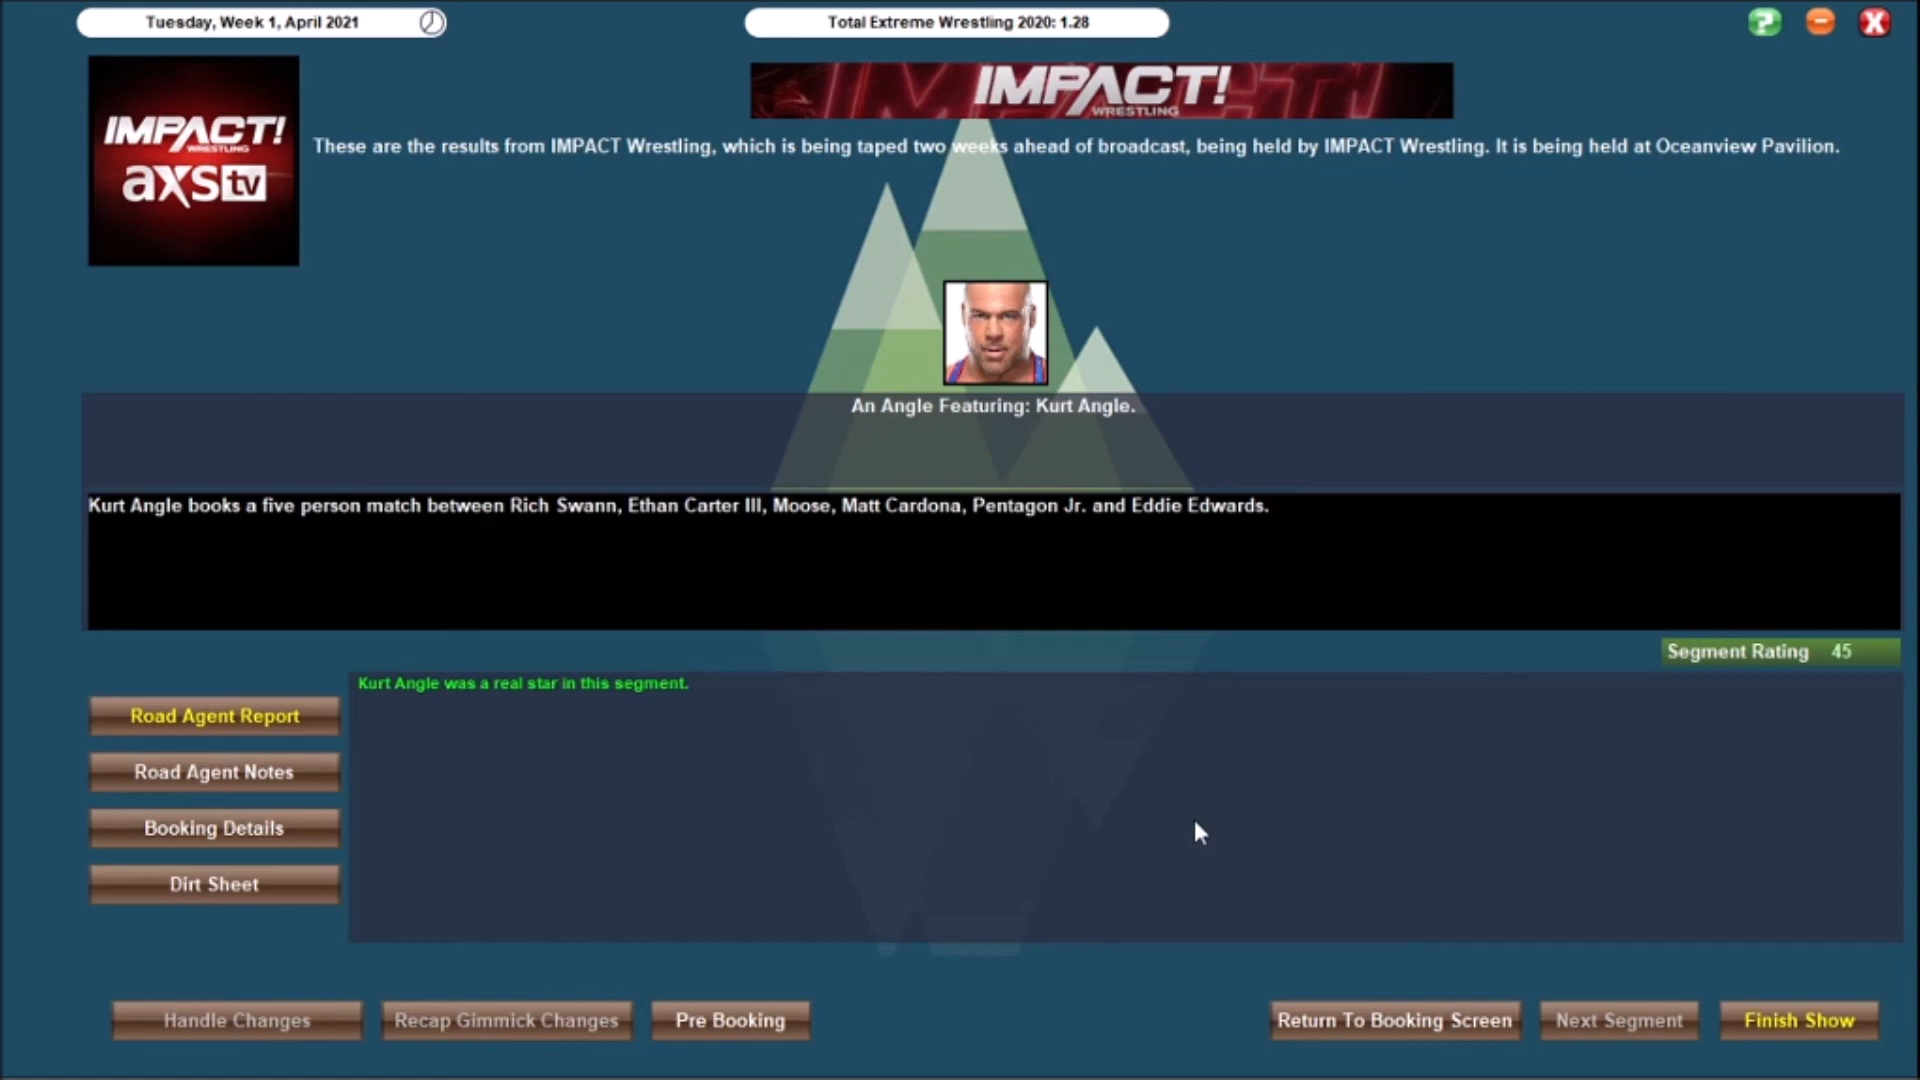 Tuesday, Week 1, April 2021
Total Extreme Wrestling 2020: 1.28
IMPACT!
WRESTLING
axs tv
IMPACT!
WRESTLING
These are the results from IMPACT Wrestling, which is being taped two weeks ahead of broadcast, being held by IMPACT Wrestling. It is being held at Oceanview Pavilion.
An Angle Featuring: Kurt Angle.
Kurt Angle books a five person match between Rich Swann, Ethan Carter III, Moose, Matt Cardona, Pentagon Jr. and Eddie Edwards.
Segment Rating 45
Kurt Angle was a real star in this segment.
Road Agent Report
Road Agent Notes
Booking Details
Dirt Sheet
Handle Changes
Recap Gimmick Changes
Pre Booking
Return To Booking Screen
Next Segment
Finish Show